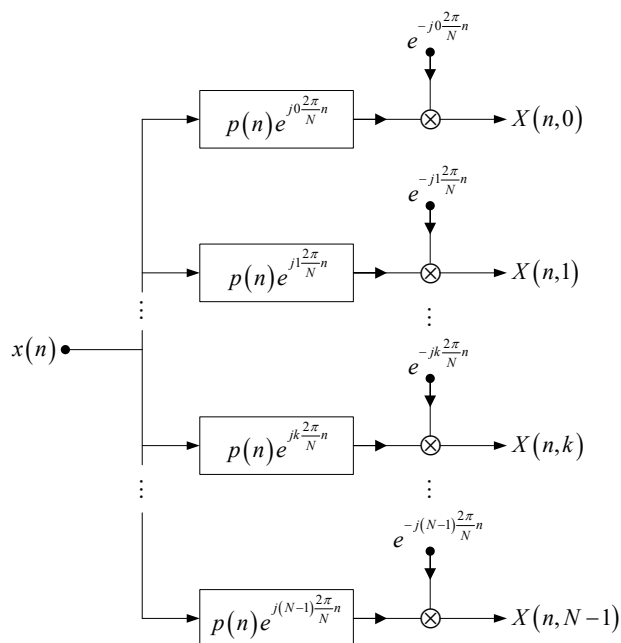 e^{-j0\frac{2\pi}{N}n}
p(n)e^{j0\frac{2\pi}{N}n}
X(n,0)
e^{-j1\frac{2\pi}{N}n}
p(n)e^{j1\frac{2\pi}{N}n}
X(n,1)
⋮ ⋮
x(n)
e^{-jk\frac{2\pi}{N}n}
p(n)e^{jk\frac{2\pi}{N}n}
X(n,k)
⋮ ⋮
e^{-j(N-1)\frac{2\pi}{N}n}
p(n)e^{j(N-1)\frac{2\pi}{N}n}
X(n,N-1)